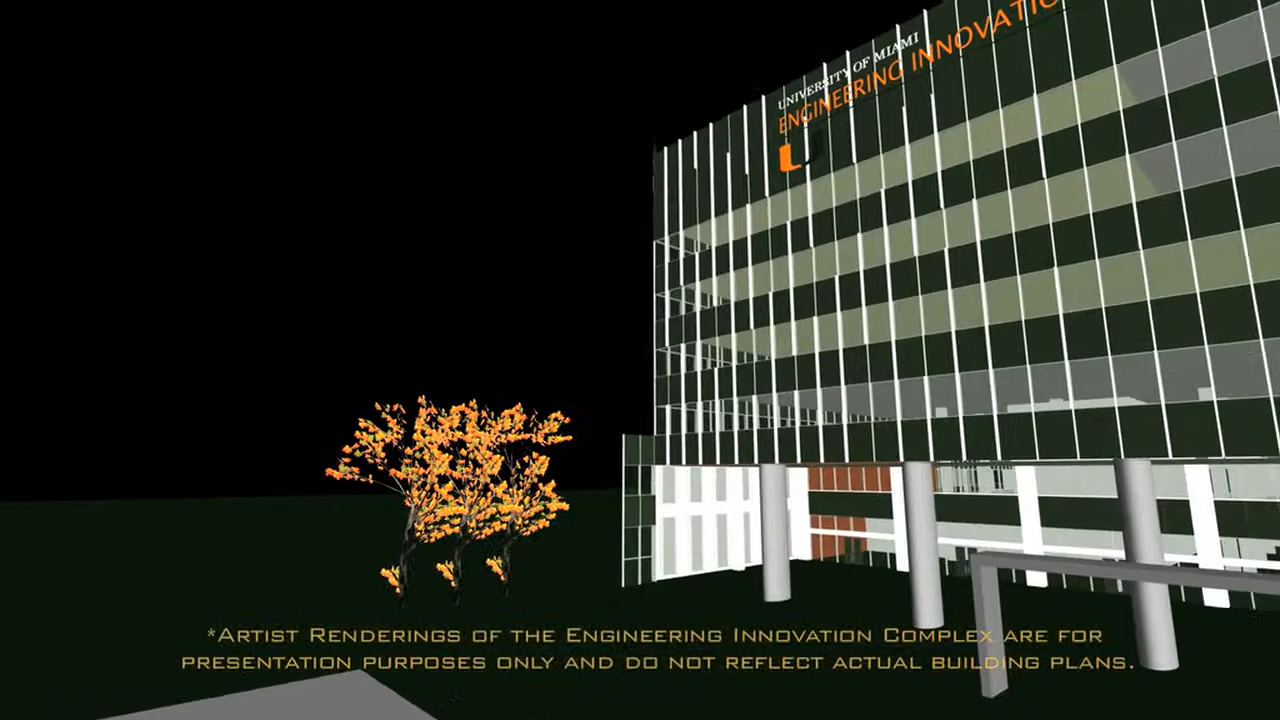 UNIVERSITY OF MIAMI
ENGINEERING INNOVATIO
U
*ARTIST RENDERINGS OF THE ENGINEERING INNOVATION COMPLEX ARE FOR
PRESENTATION PURPOSES ONLY AND DO NOT REFLECT ACTUAL BUILDING PLANS.